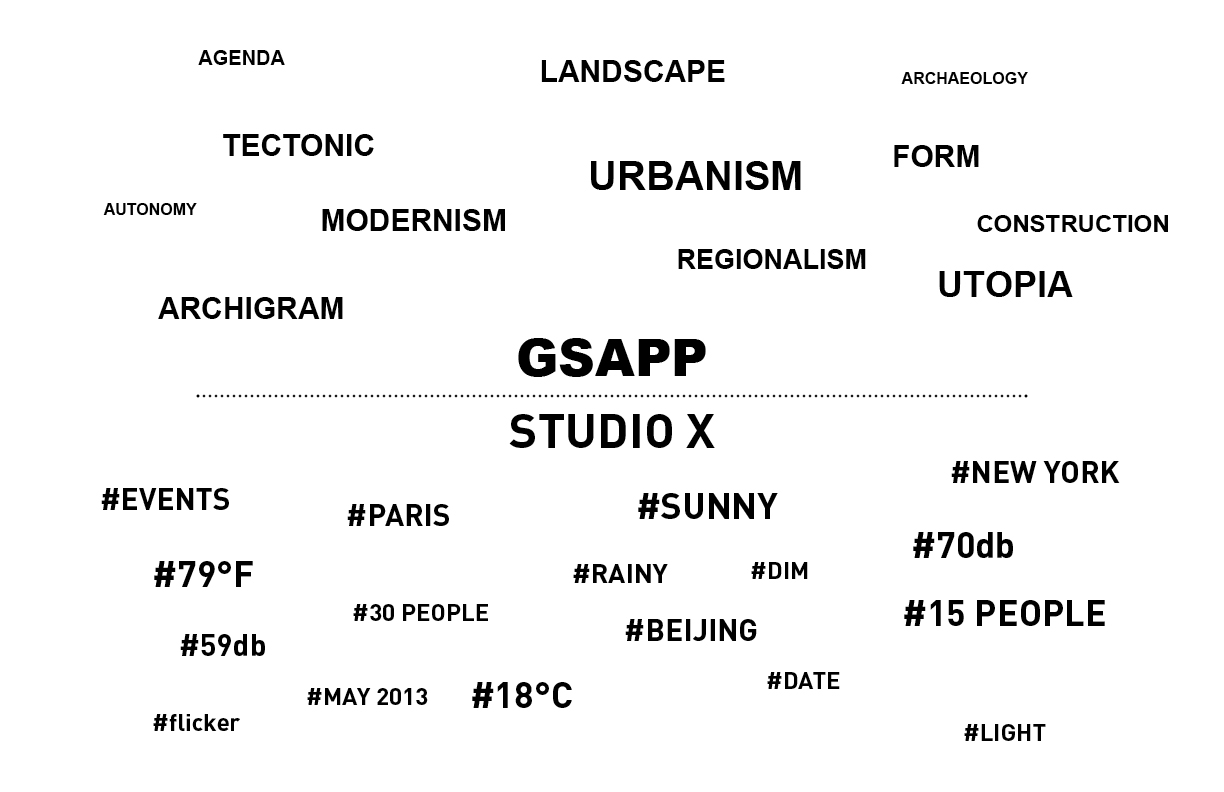 AGENDA
LANDSCAPE
ARCHAEOLOGY
TECTONIC
URBANISM
FORM
AUTONOMY
MODERNISM
CONSTRUCTION
REGIONALISM
UTOPIA
ARCHIGRAM
GSAPP
STUDIO X
#NEW YORK
#EVENTS
#PARIS
#SUNNY
#70db
#79°F
#RAINY
#DIM
#30 PEOPLE
#15 PEOPLE
#59db
#BEIJING
#DATE
#MAY 2013
#18°C
#flicker
#LIGHT